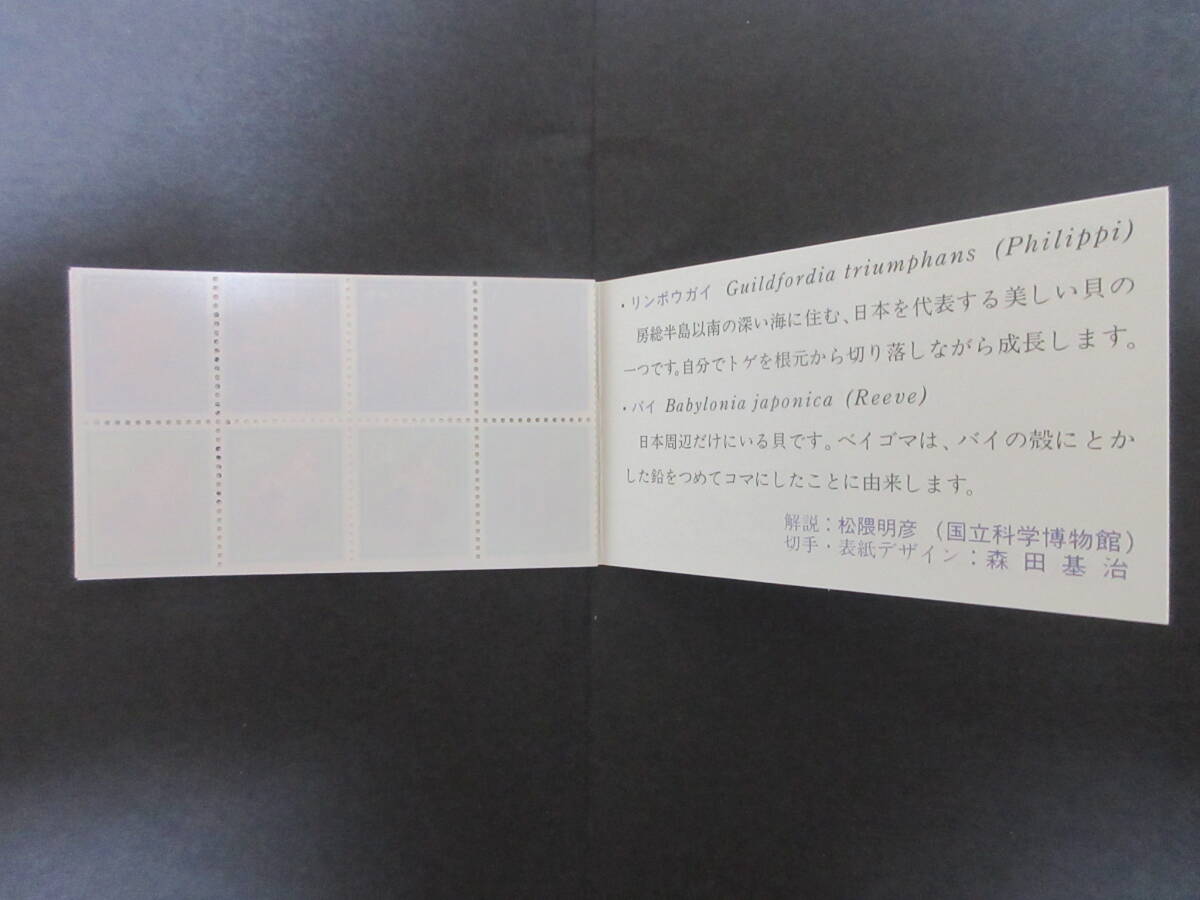 ・リンボウガイ Guildfordia triumphans (Philippi)
房総半島以南の深い海に住む、日本を代表する美しい貝の
一つです。自分でトゲを根元から切り落しながら成長します。
・バイ Babylonia japonica (Reeve)
日本周辺だけにいる貝です。ベイゴマは、バイの殻にとか
した鉛をつめてコマにしたことに由来します。
解説：松隈明彦（国立科学博物館）
切手・表紙デザイン：森田基治